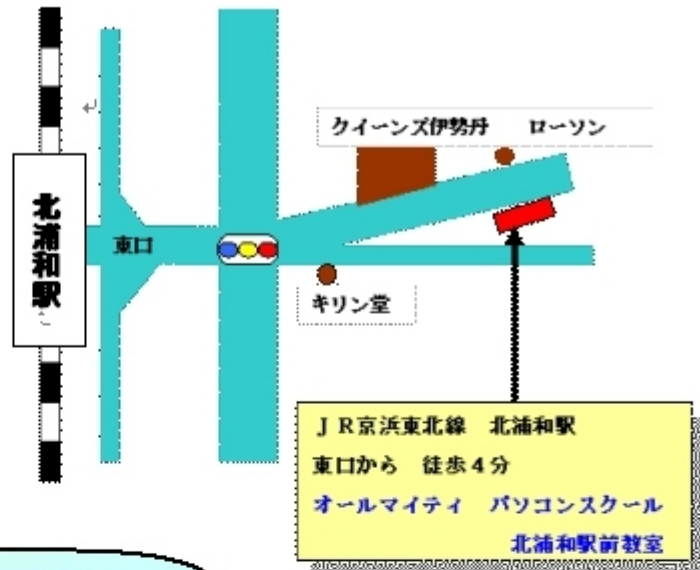 クイーンズ伊勢丹　ローソン
北浦和駅
東口
キリン堂
ＪＲ京浜東北線　北浦和駅
東口から　徒歩４分
オールマイティ　パソコンスクール
北浦和駅前教室